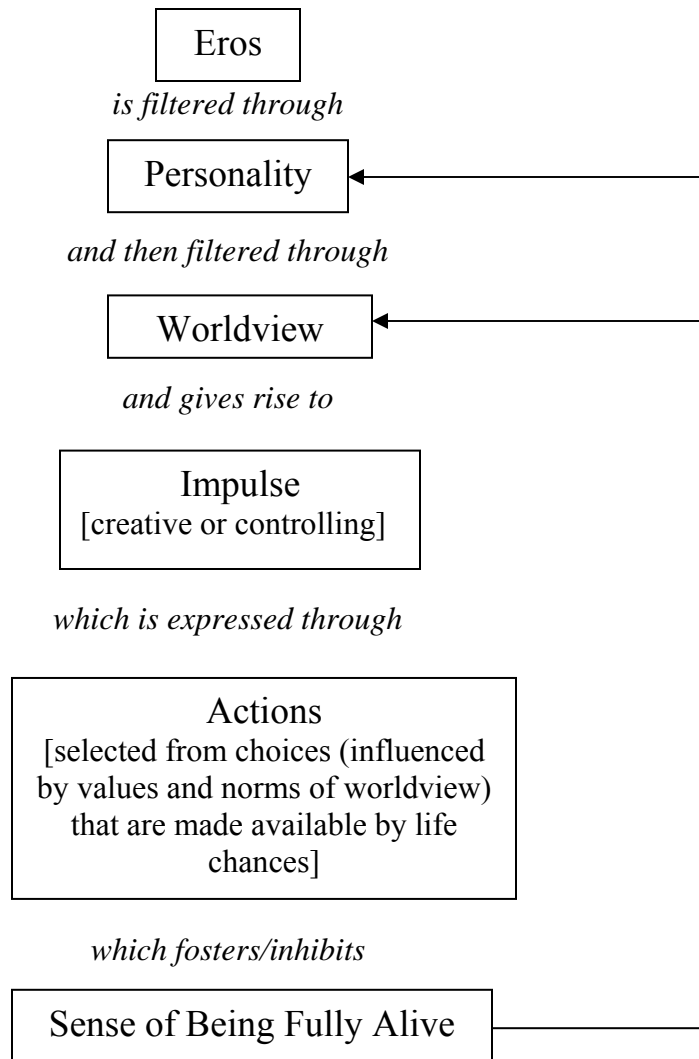 Eros
is filtered through
Personality
and then filtered through
Worldview
and gives rise to
Impulse
[creative or controlling]
which is expressed through
Actions
[selected from choices (influenced
by values and norms of worldview)
that are made available by life
chances]
which fosters/inhibits
Sense of Being Fully Alive